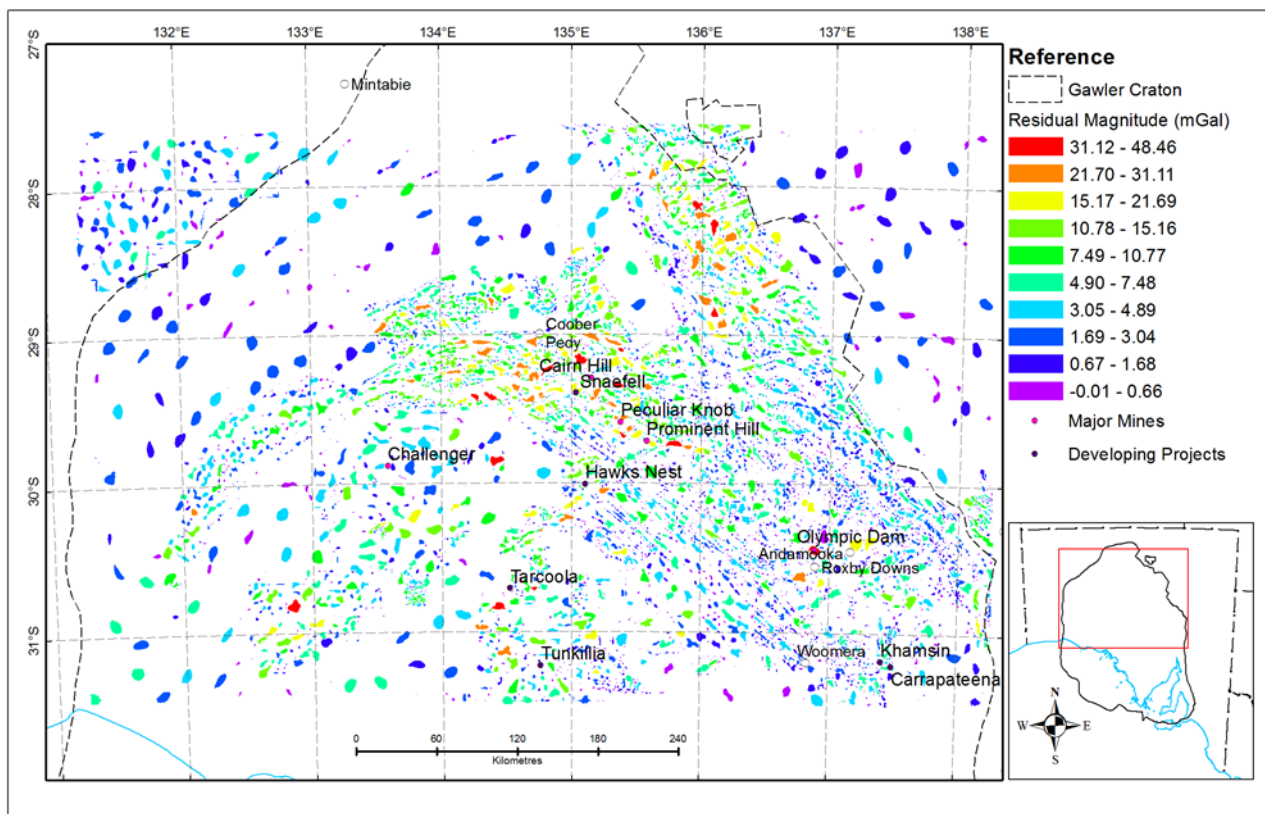 132°E 133°E 134°E 135°E 136°E 137°E 138°E
27°S
28°S
29°S
30°S
31°S
Mintabie
Coober
Pedy
Cairn Hill
Snaefell
Peculiar Knob
Prominent Hill
Challenger
Hawks Nest
Olympic Dam
Andamooka
Roxby Downs
Tarcoola
Tunkillia
Woomera
Khamsin
Carrapateena
0 60 120 180 240
Kilometres
Reference
Gawler Craton
Residual Magnitude (mGal)
31.12 - 48.46
21.70 - 31.11
15.17 - 21.69
10.78 - 15.16
7.49 - 10.77
4.90 - 7.48
3.05 - 4.89
1.69 - 3.04
0.67 - 1.68
-0.01 - 0.66
Major Mines
Developing Projects
N
W E
S